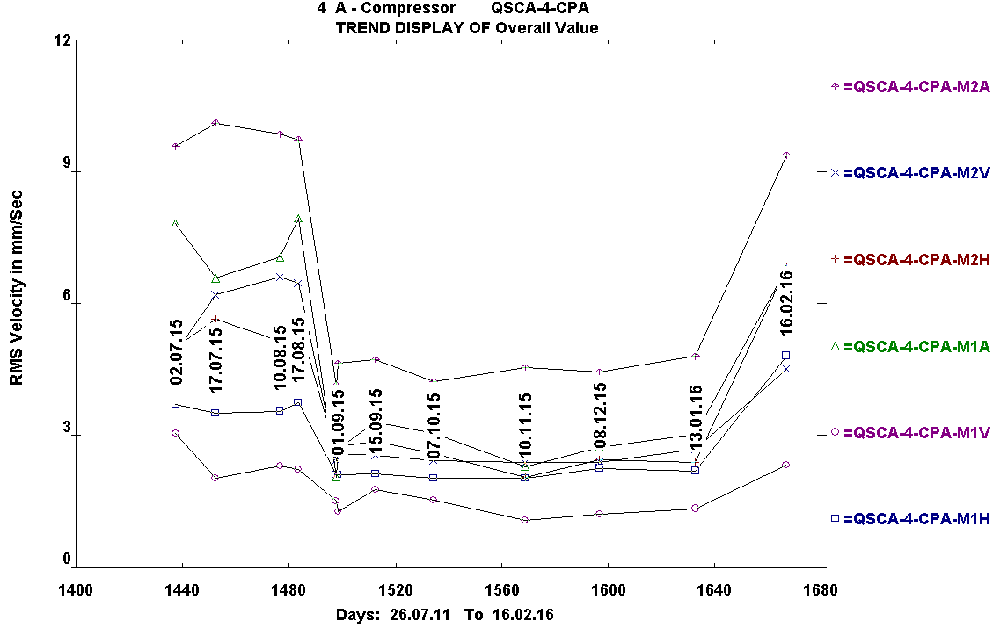 4 A - Compressor QSCA-4-CPA
TREND DISPLAY OF Overall Value
RMS Velocity in mm/Sec
12
9
6
3
0
02.07.15
17.07.15
10.08.15
17.08.15
01.09.15
15.09.15
07.10.15
10.11.15
08.12.15
13.01.16
16.02.16
=QSCA-4-CPA-M2A
=QSCA-4-CPA-M2V
=QSCA-4-CPA-M2H
=QSCA-4-CPA-M1A
=QSCA-4-CPA-M1V
=QSCA-4-CPA-M1H
1400 1440 1480 1520 1560 1600 1640 1680
Days: 26.07.11 To 16.02.16